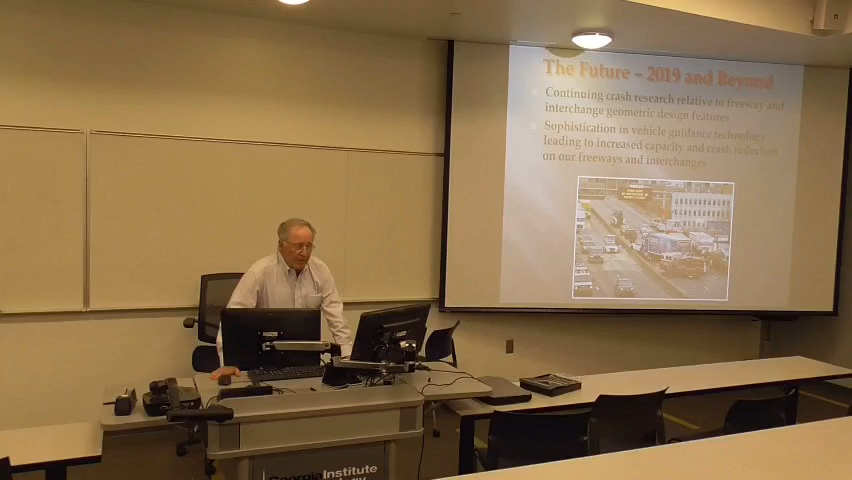 The Future – 2019 and Beyond
Continuing crash research relative to freeway and
interchange geometric design features
Sophistication in vehicle guidance technology
leading to increased capacity and crash reduction
on our freeways and interchanges
Georgia Institute